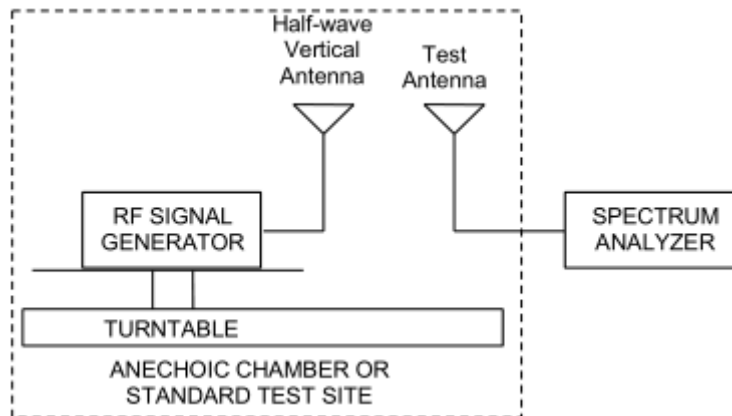 Half-wave
Vertical
Antenna
Test
Antenna
RF SIGNAL
GENERATOR
SPECTRUM
ANALYZER
TURNTABLE
ANECHOIC CHAMBER OR
STANDARD TEST SITE